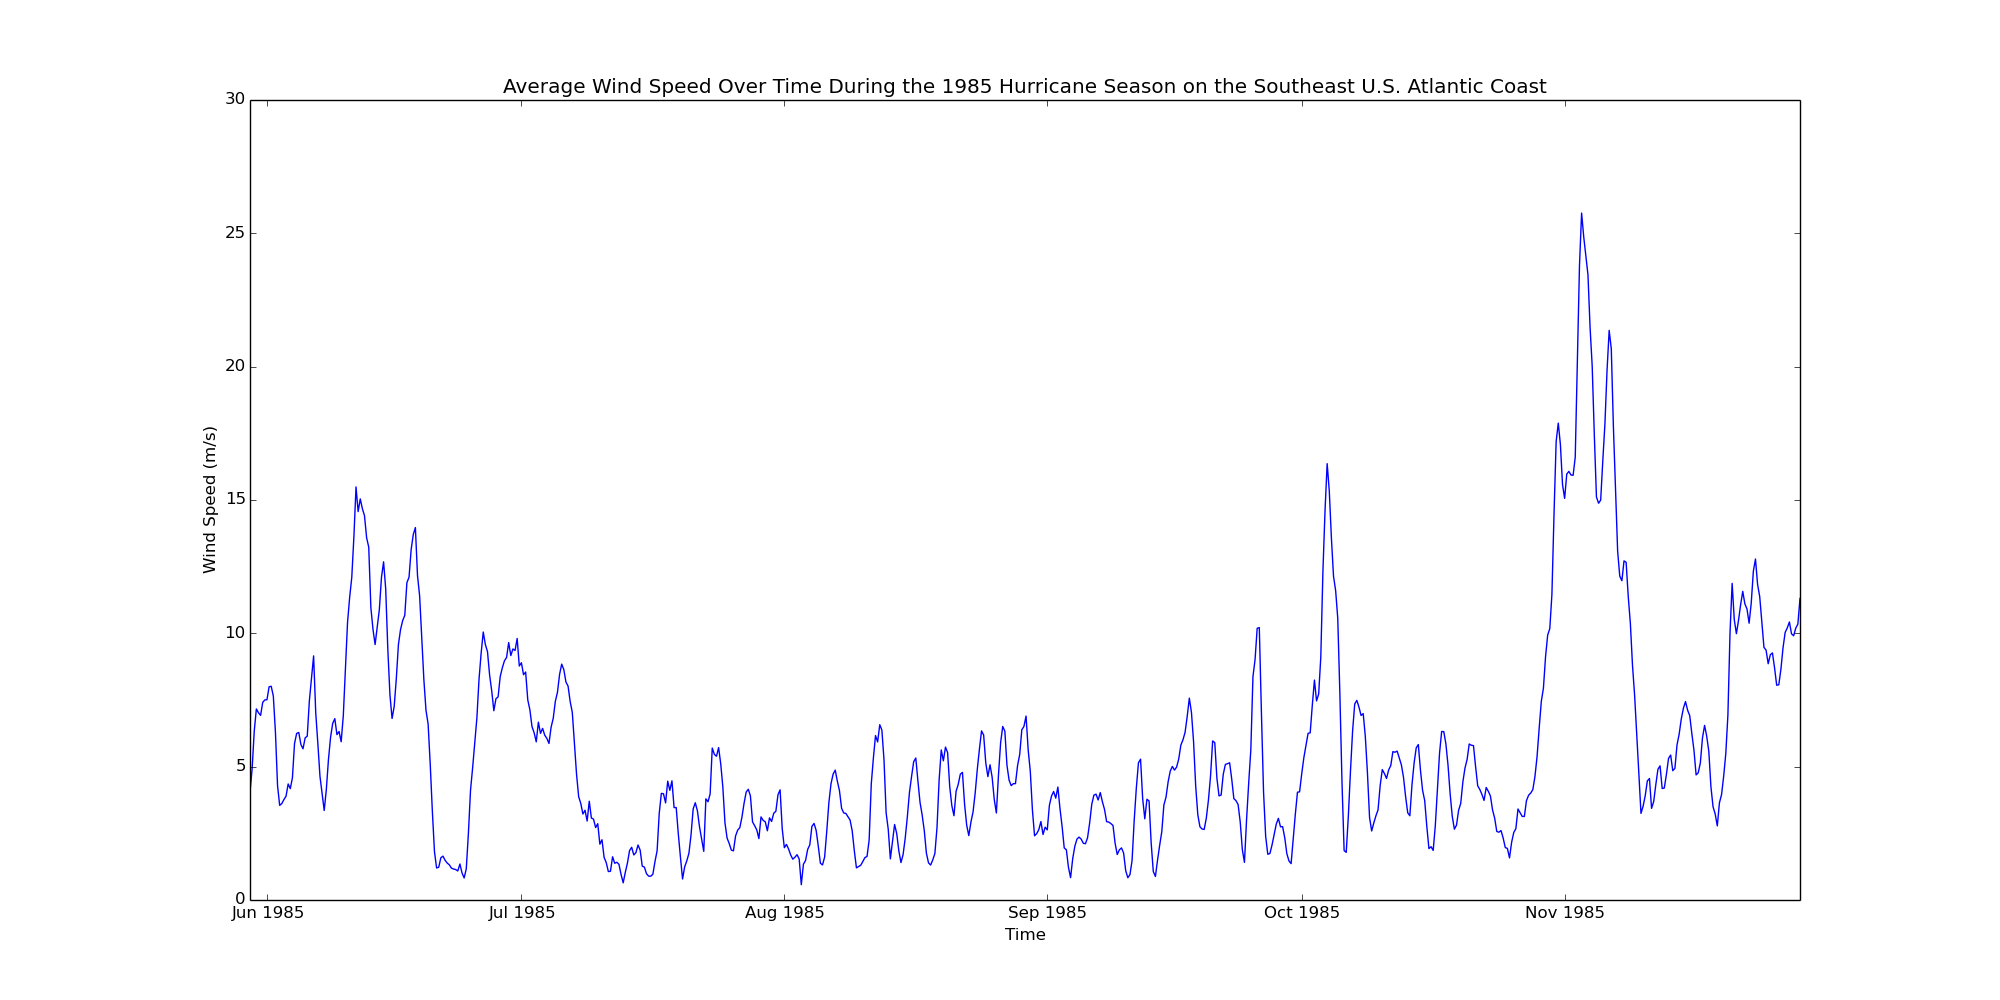 Average Wind Speed Over Time During the 1985 Hurricane Season on the Southeast U.S. Atlantic Coast
30
25
20
15
10
5
0
Wind Speed (m/s)
Jun 1985 Jul 1985 Aug 1985 Sep 1985 Oct 1985 Nov 1985
Time